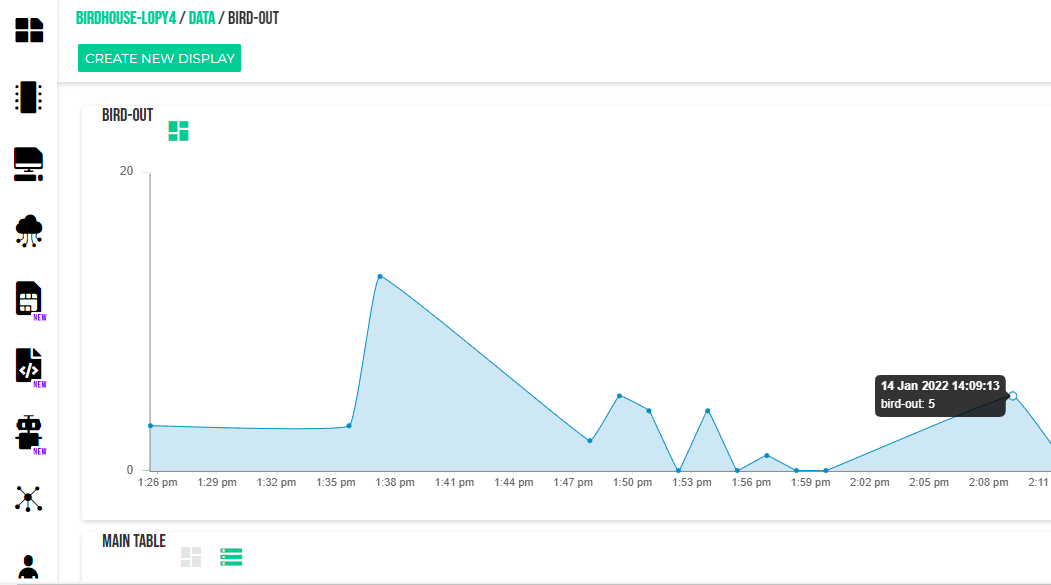 BIRDHOUSE-LOPY4 / DATA / BIRD-OUT
CREATE NEW DISPLAY
BIRD-OUT
20
14 Jan 2022 14:09:13
bird-out: 5
0
1:26 pm 1:29 pm 1:32 pm 1:35 pm 1:38 pm 1:41 pm 1:44 pm 1:47 pm 1:50 pm 1:53 pm 1:56 pm 1:59 pm 2:02 pm 2:05 pm 2:08 pm 2:11
NEW
NEW
NEW
MAIN TABLE